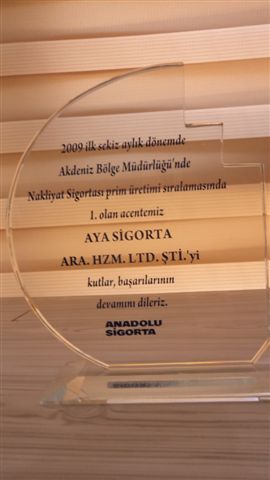 2009 ilk sekiz aylık dönemde
Akdeniz Bölge Müdürlüğü'nde
Nakliyat Sigortası prim üretimi sıralamasında
1. olan acentemiz
AYA SİGORTA
ARA. HZM. LTD. ŞTİ.'yi
kutlar, başarılarının
devamını dileriz.
ANADOLU
SİGORTA